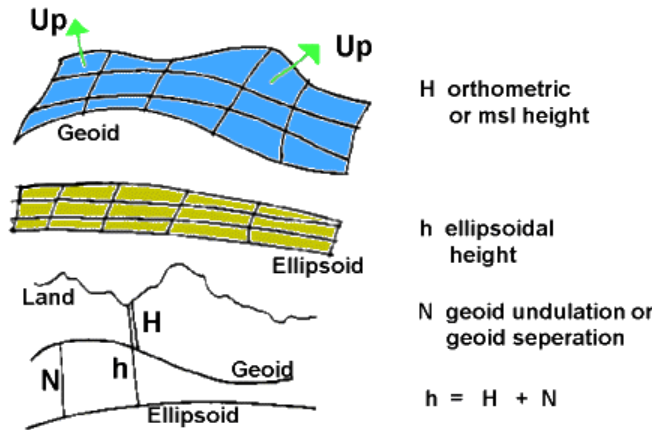 Up
Up
Geoid
H orthometric
or msl height
Ellipsoid
h ellipsoidal
height
Land
H
N
h
Geoid
Ellipsoid
N geoid undulation or
geoid seperation
h = H + N